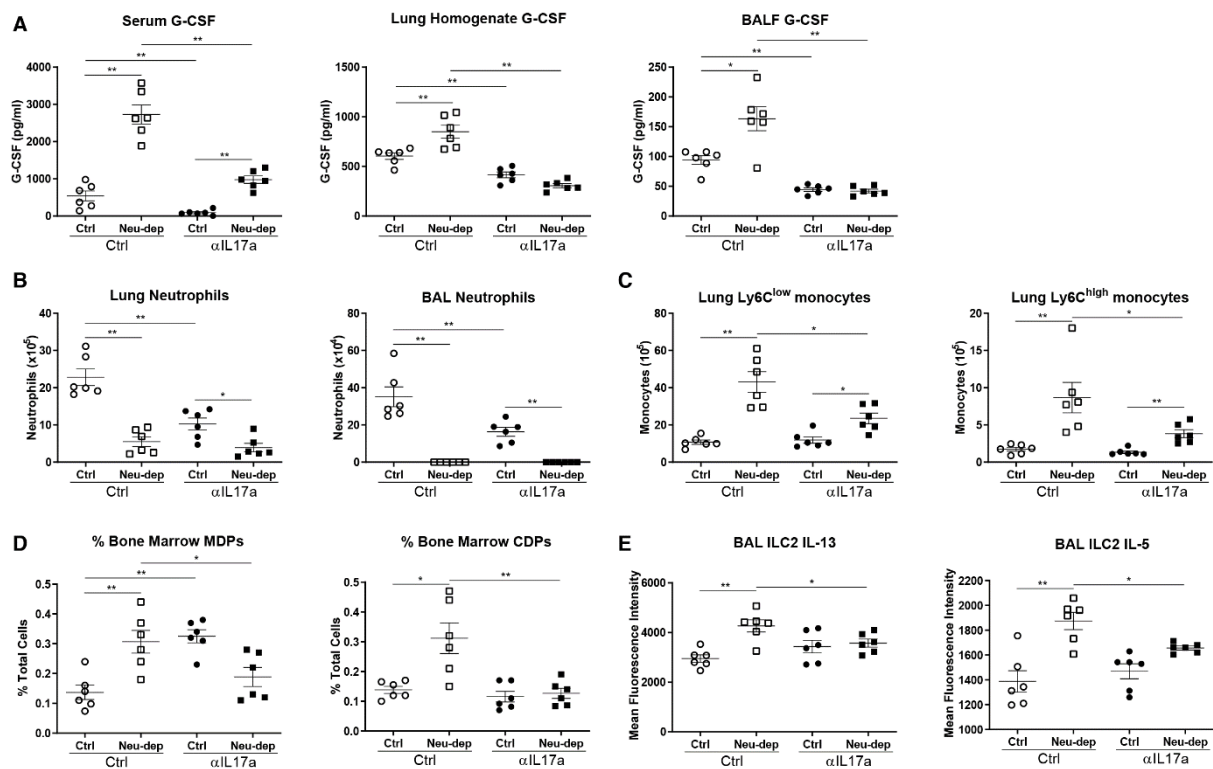 A
Serum G-CSF
G-CSF (pg/ml)
4000
3000
2000
1000
0
**
**
**
**
Ctrl Neu-dep Ctrl Neu-dep
Ctrl αIL17a
Lung Homogenate G-CSF
G-CSF (pg/ml)
1500
1000
500
0
**
**
**
Ctrl Neu-dep Ctrl Neu-dep
Ctrl αIL17a
BALF G-CSF
G-CSF (pg/ml)
250
200
150
100
50
0
**
**
*
Ctrl Neu-dep Ctrl Neu-dep
Ctrl αIL17a
B
Lung Neutrophils
Neutrophils (x10⁵)
40
30
20
10
0
**
**
*
Ctrl Neu-dep Ctrl Neu-dep
Ctrl αIL17a
BAL Neutrophils
Neutrophils (x10⁴)
80
60
40
20
0
**
**
**
Ctrl Neu-dep Ctrl Neu-dep
Ctrl αIL17a
C
Lung Ly6Cˡᵒʷ monocytes
Monocytes (10⁵)
80
60
40
20
0
**
*
*
Ctrl Neu-dep Ctrl Neu-dep
Ctrl αIL17a
Lung Ly6Cʰⁱᵍʰ monocytes
Monocytes (10⁵)
20
15
10
5
0
**
*
**
Ctrl Neu-dep Ctrl Neu-dep
Ctrl αIL17a
D
% Bone Marrow MDPs
% Total Cells
0.5
0.4
0.3
0.2
0.1
0.0
*
**
**
Ctrl Neu-dep Ctrl Neu-dep
Ctrl αIL17a
% Bone Marrow CDPs
% Total Cells
0.5
0.4
0.3
0.2
0.1
0.0
*
**
Ctrl Neu-dep Ctrl Neu-dep
Ctrl αIL17a
E
BAL ILC2 IL-13
Mean Fluorescence Intensity
6000
4000
2000
0
**
*
Ctrl Neu-dep Ctrl Neu-dep
Ctrl αIL17a
BAL ILC2 IL-5
Mean Fluorescence Intensity
2200
2000
1800
1600
1400
1200
1000
**
*
Ctrl Neu-dep Ctrl Neu-dep
Ctrl αIL17a